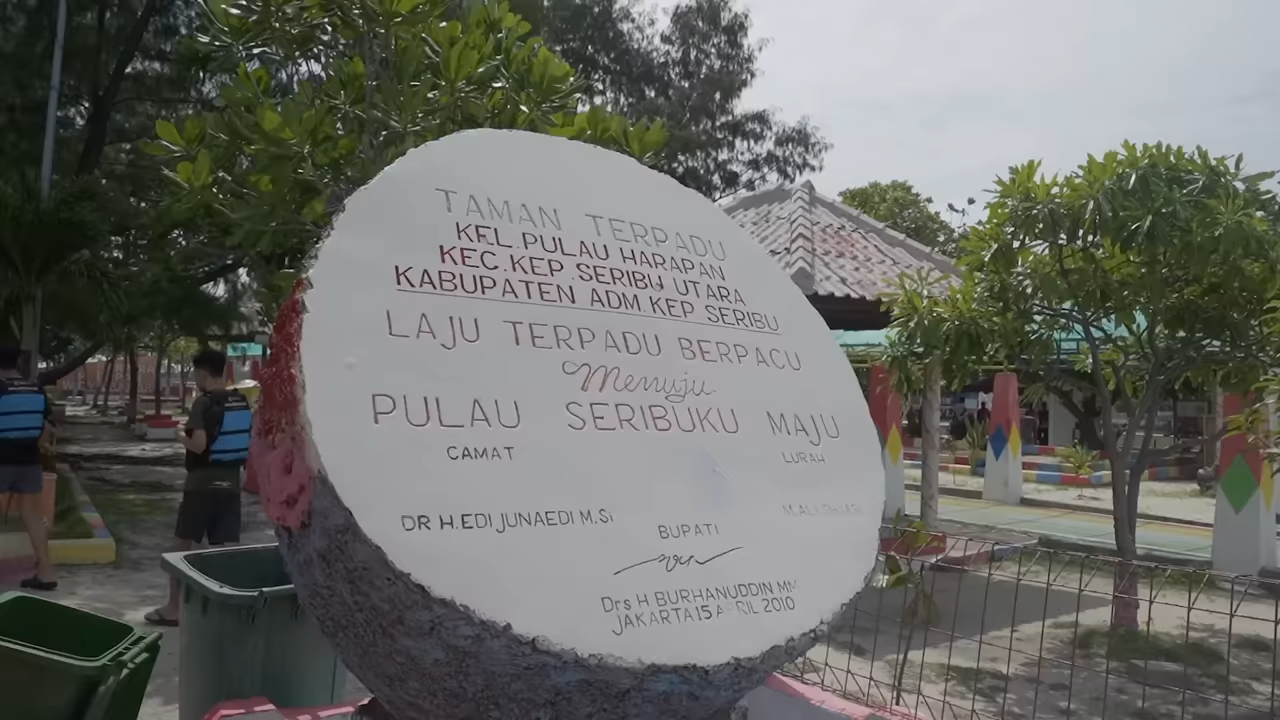 TAMAN TERPADU
KEL.PULAU HARAPAN
KEC.KEP.SERIBU UTARA
KABUPATEN ADM.KEP SERIBU
LAJU TERPADU BERPACU
Menuju
PULAU SERIBUKU MAJU
CAMAT LURAH
DR H.EDI JUNAEDI M.Si
BUPATI
Drs H BURHANUDDIN MM
JAKARTA 15 APRIL 2010